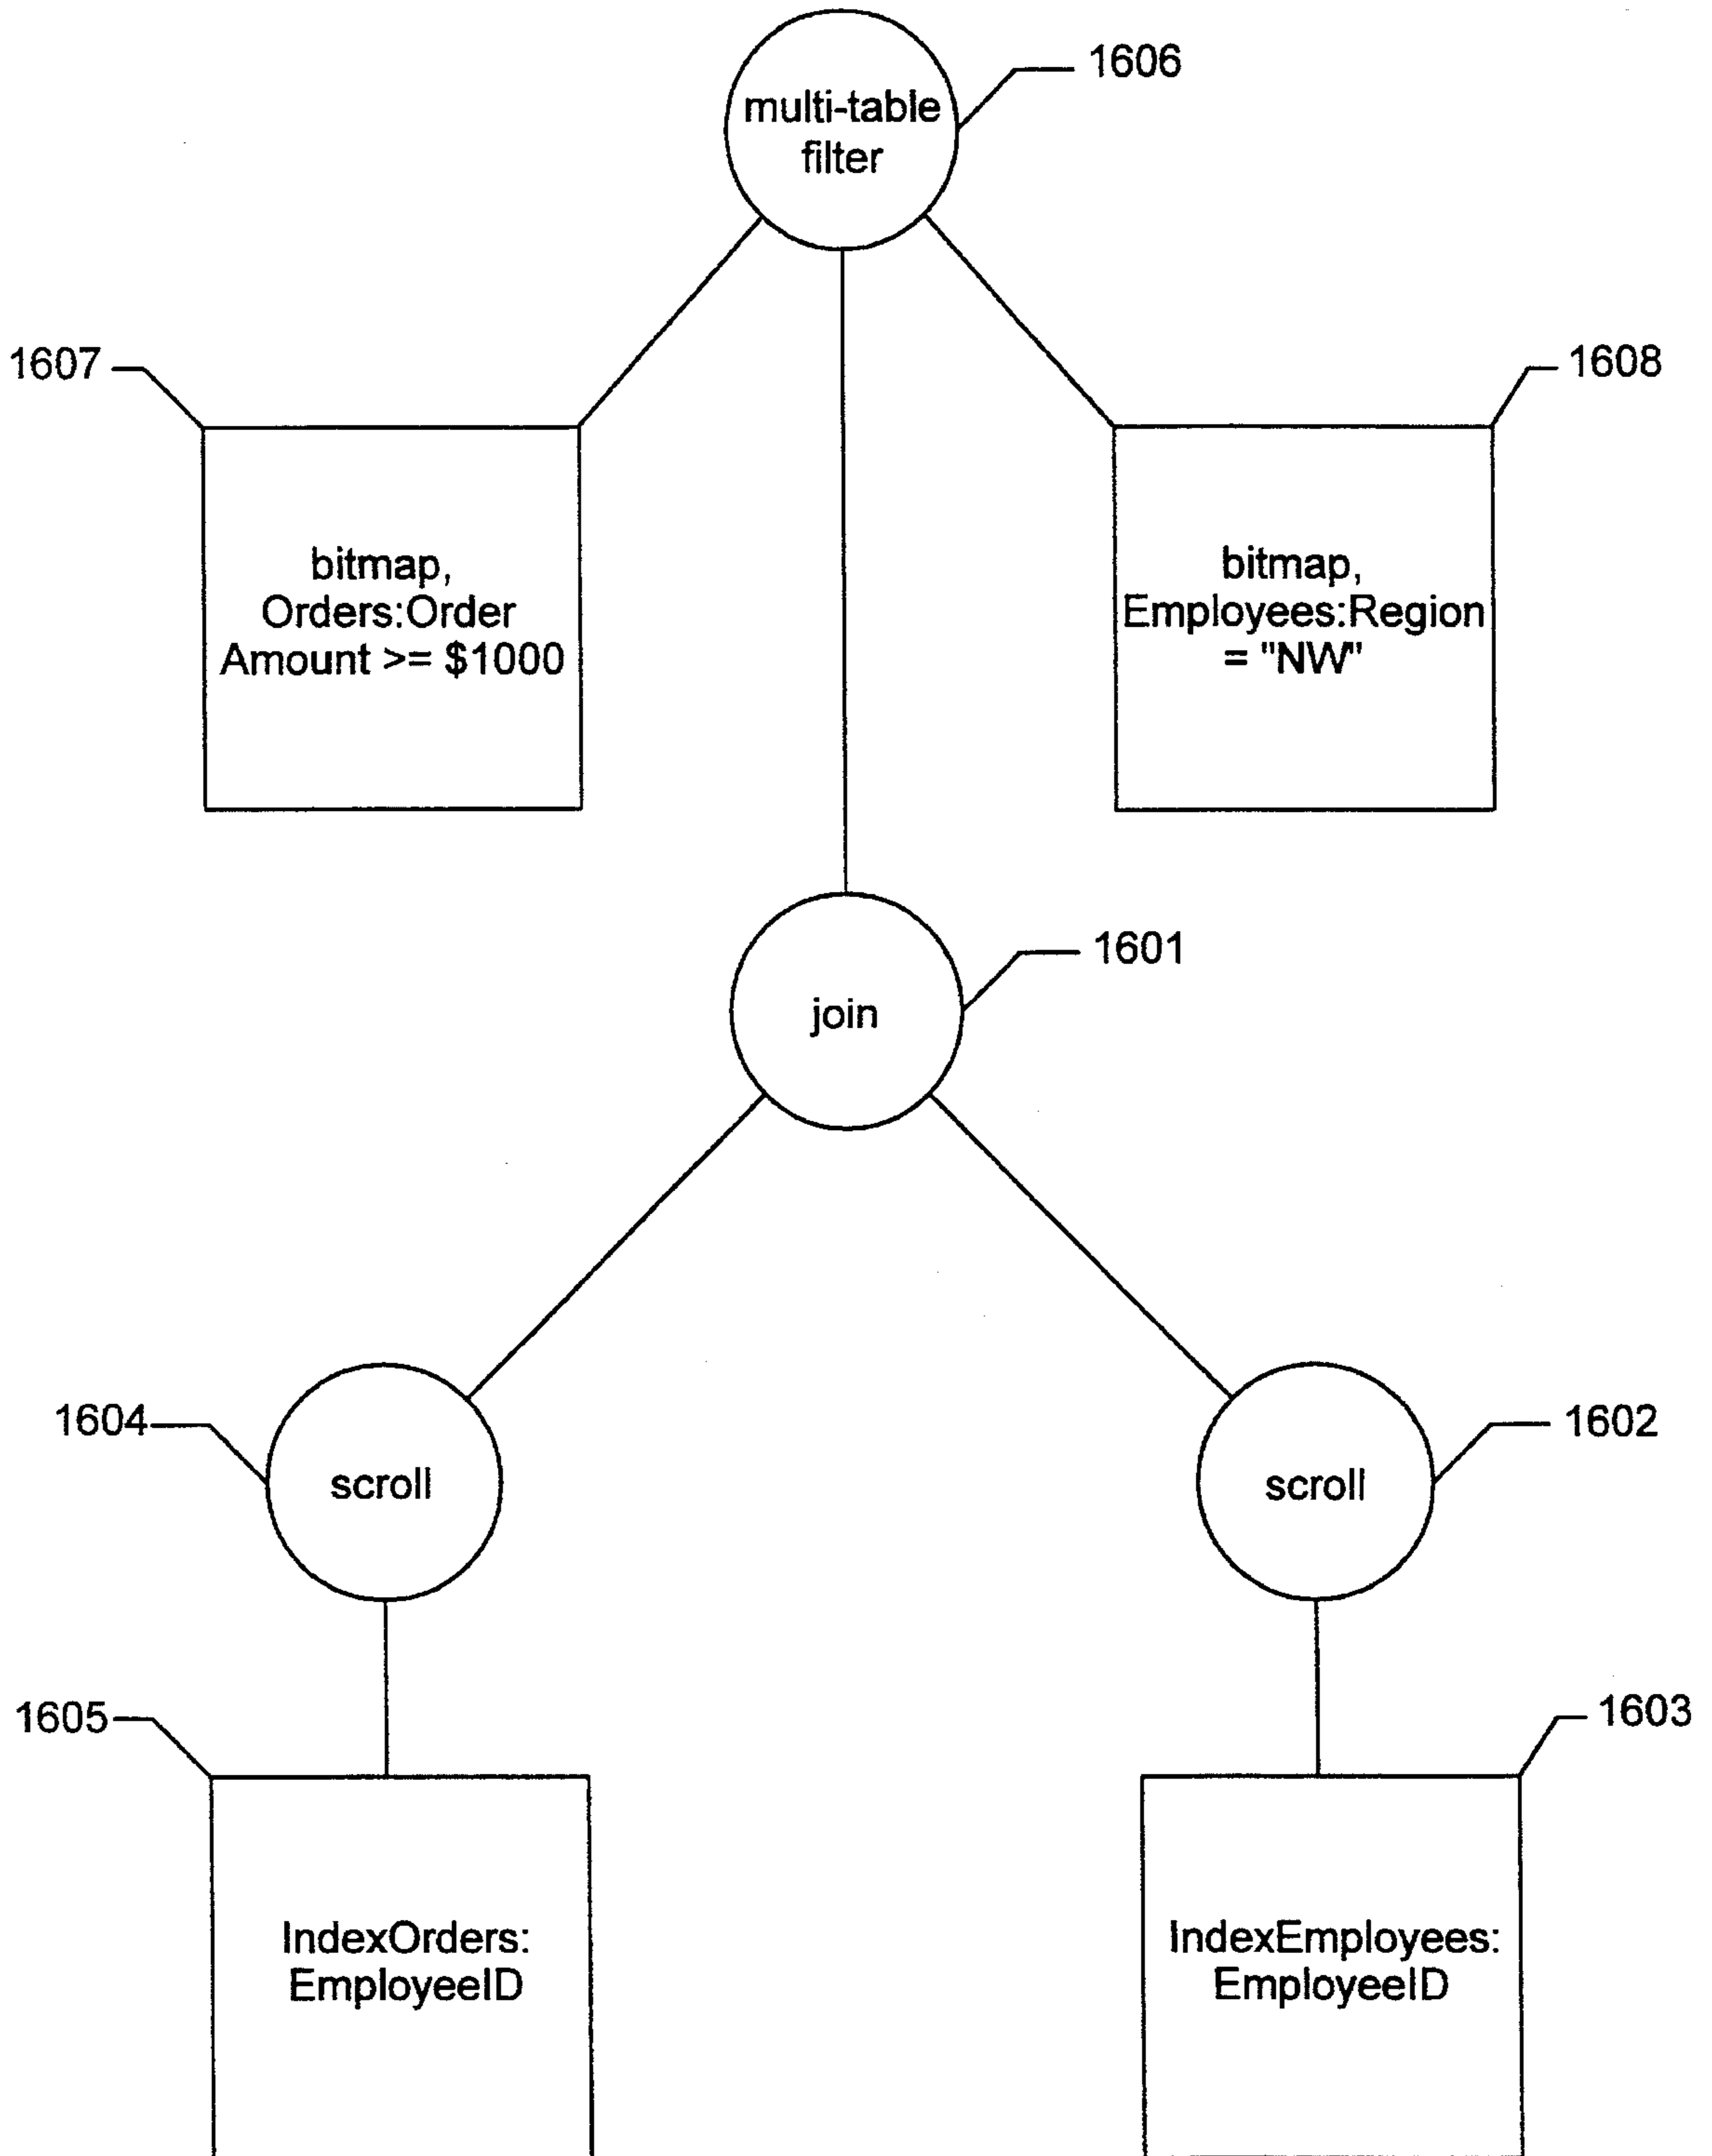 1606
multi-table
filter
1607
1608
bitmap,
Orders:Order
Amount >= $1000
bitmap,
Employees:Region
= "NW"
1601
join
1604
scroll
1602
scroll
1605
1603
IndexOrders:
EmployeeID
IndexEmployees:
EmployeeID